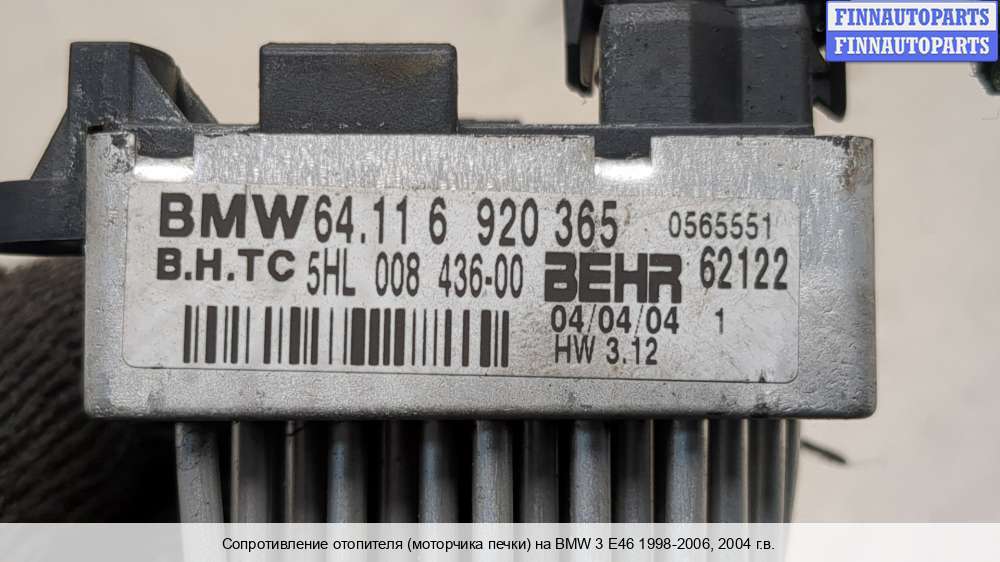 FINNAUTOPARTS
FINNAUTOPARTS
BMW 64.11 6 920 365 0565551
B.H.TC 5HL 008 436-00 BEHR 62122
04/04/04 1
HW 3.12
Сопротивление отопителя (моторчика печки) на BMW 3 E46 1998-2006, 2004 г.в.